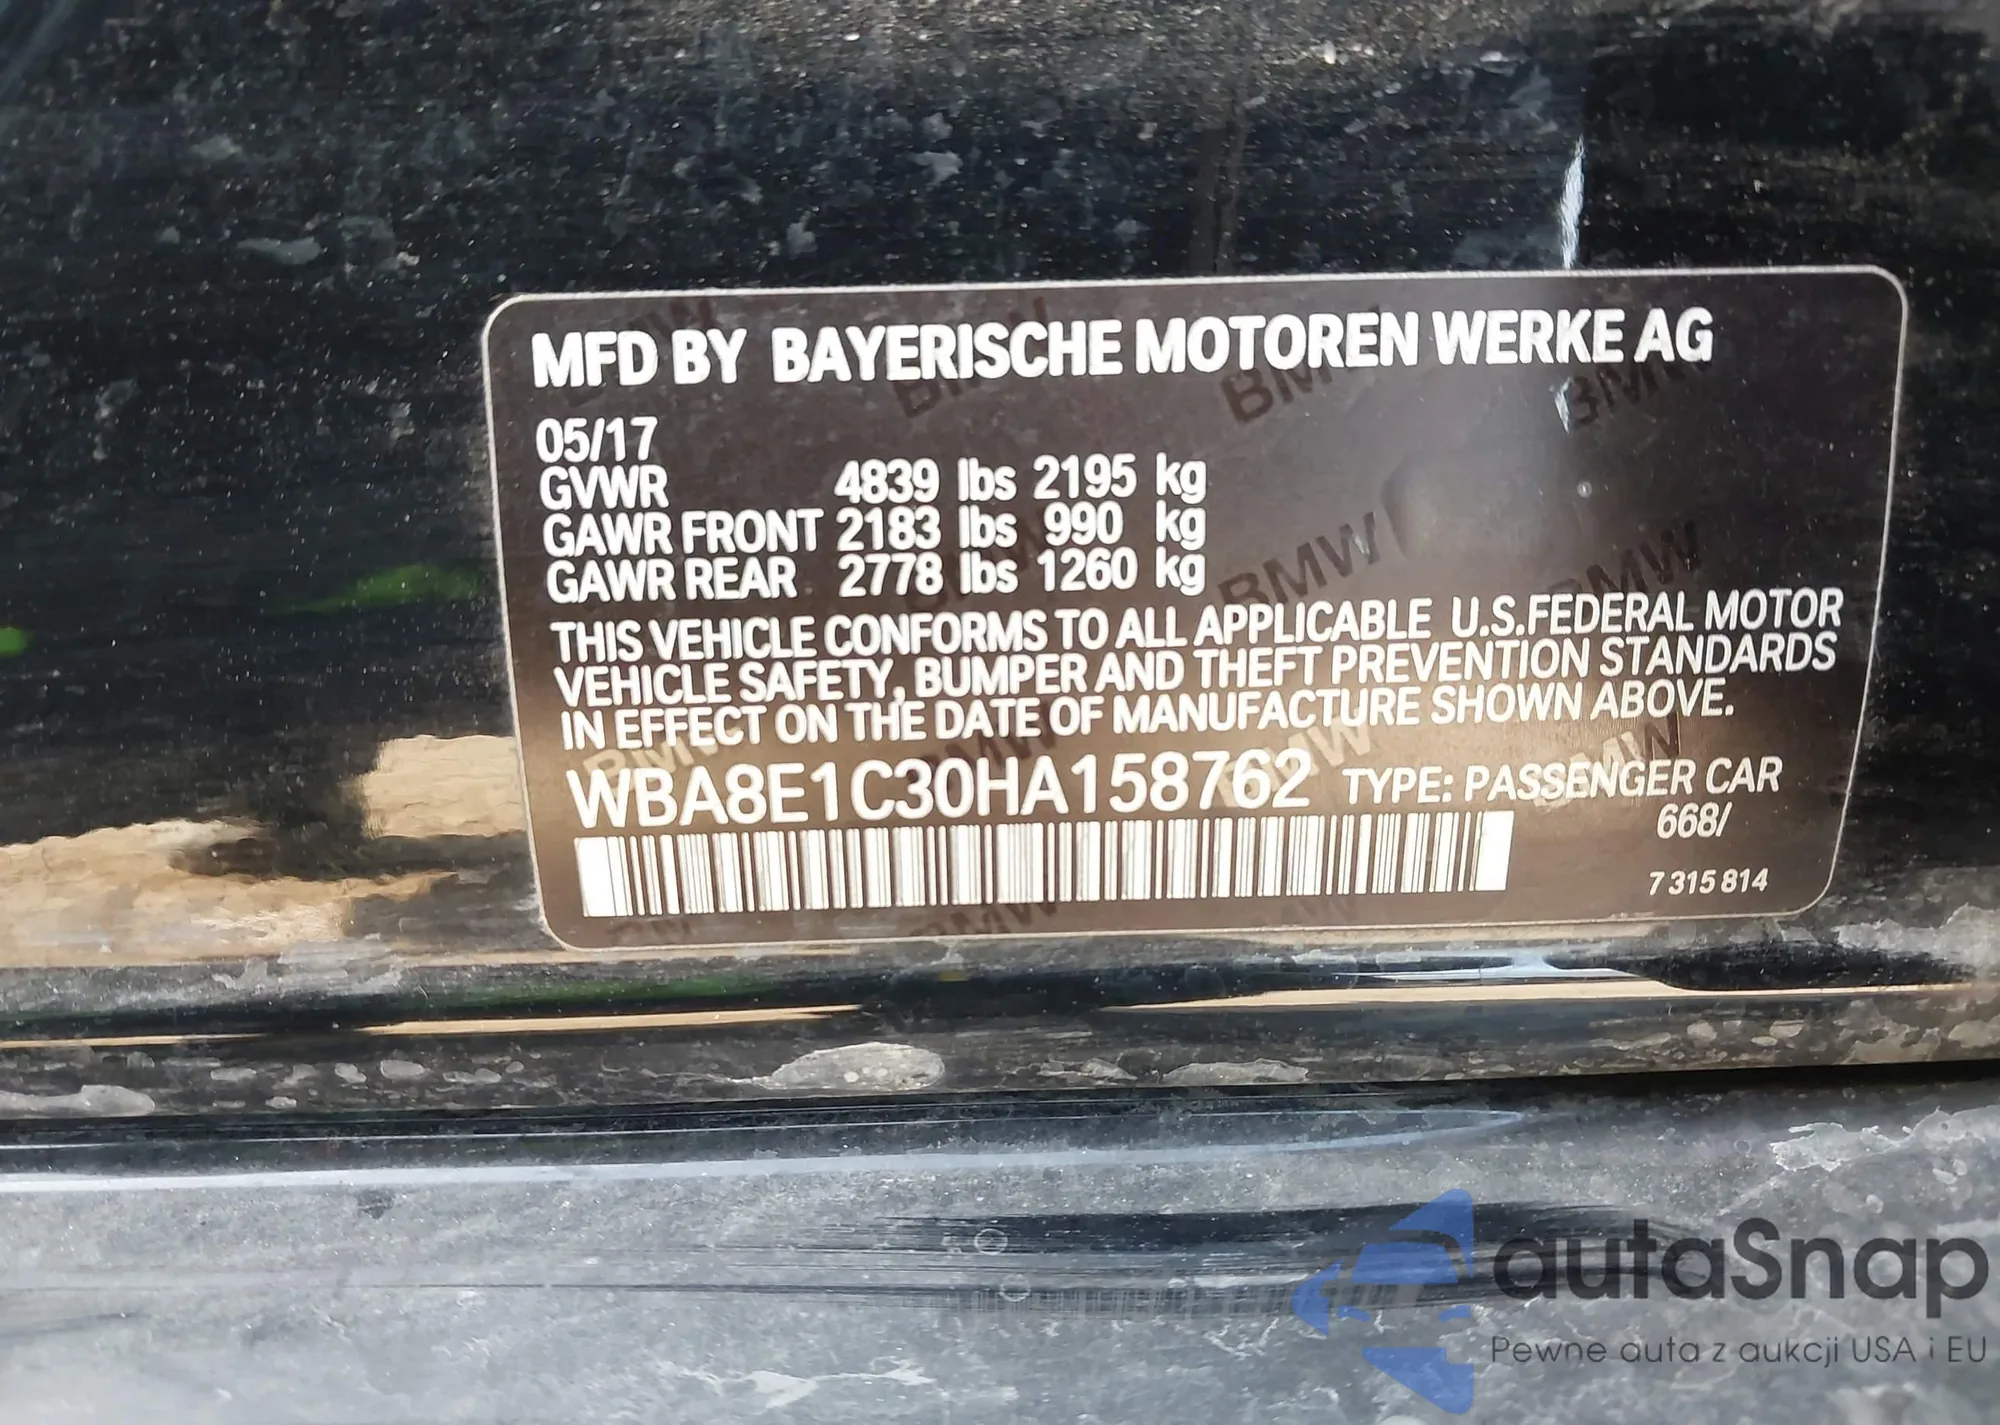 MFD BY BAYERISCHE MOTOREN WERKE AG
05/17
GVWR 4839 lbs 2195 kg
GAWR FRONT 2183 lbs 990 kg
GAWR REAR 2778 lbs 1260 kg
THIS VEHICLE CONFORMS TO ALL APPLICABLE U.S.FEDERAL MOTOR
VEHICLE SAFETY, BUMPER AND THEFT PREVENTION STANDARDS
IN EFFECT ON THE DATE OF MANUFACTURE SHOWN ABOVE.
WBA8E1C30HA158762 TYPE: PASSENGER CAR
668/
7 315 814
autaSnap
Pewne auta z aukcji USA i EU